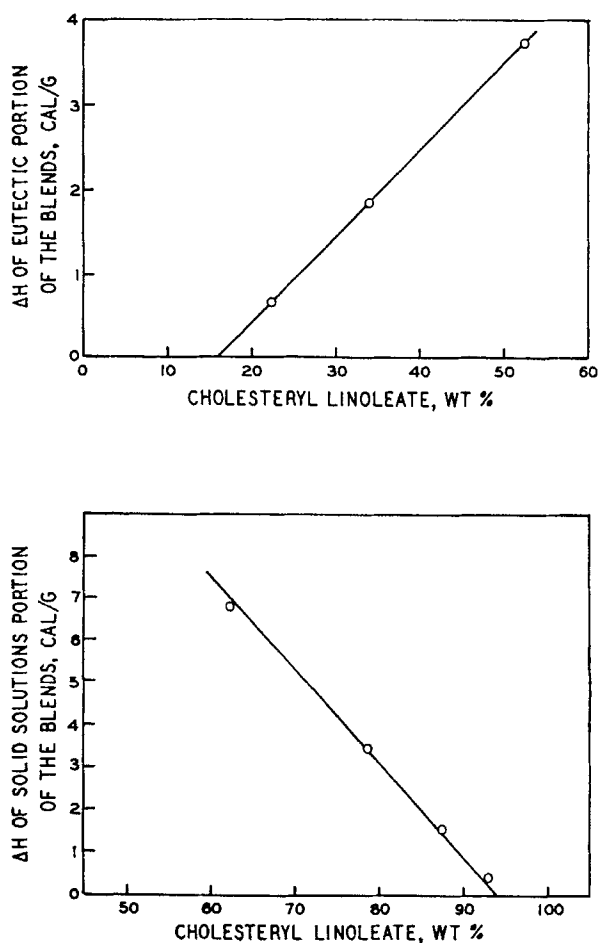 ΔH OF EUTECTIC PORTION
OF THE BLENDS, CAL/G
4
3
2
1
0
0 10 20 30 40 50 60
CHOLESTERYL LINOLEATE, WT %
ΔH OF SOLID SOLUTIONS PORTION
OF THE BLENDS, CAL/G
8
7
6
5
4
3
2
1
0
50 60 70 80 90 100
CHOLESTERYL LINOLEATE, WT %